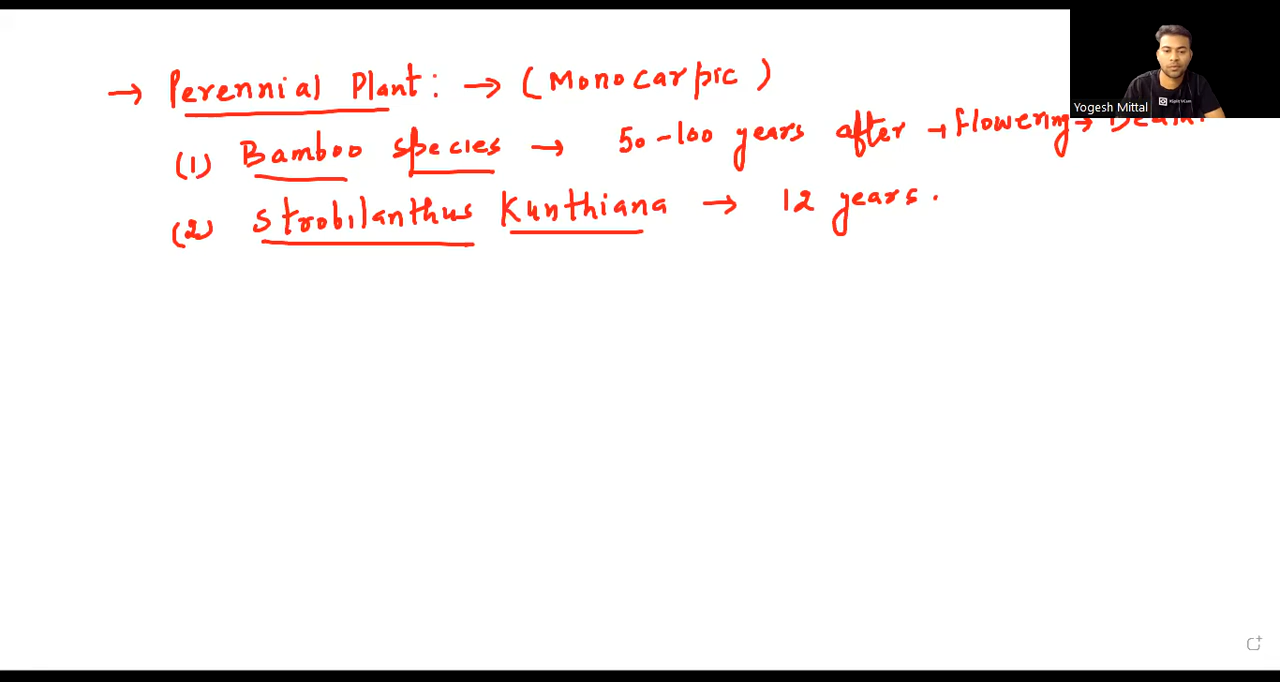 → Perennial Plant: → (Monocarpic)
(1) Bamboo species → 50-100 years after → flowering →
(2) Strobilanthus Kunthiana → 12 years.
Yogesh Mittal